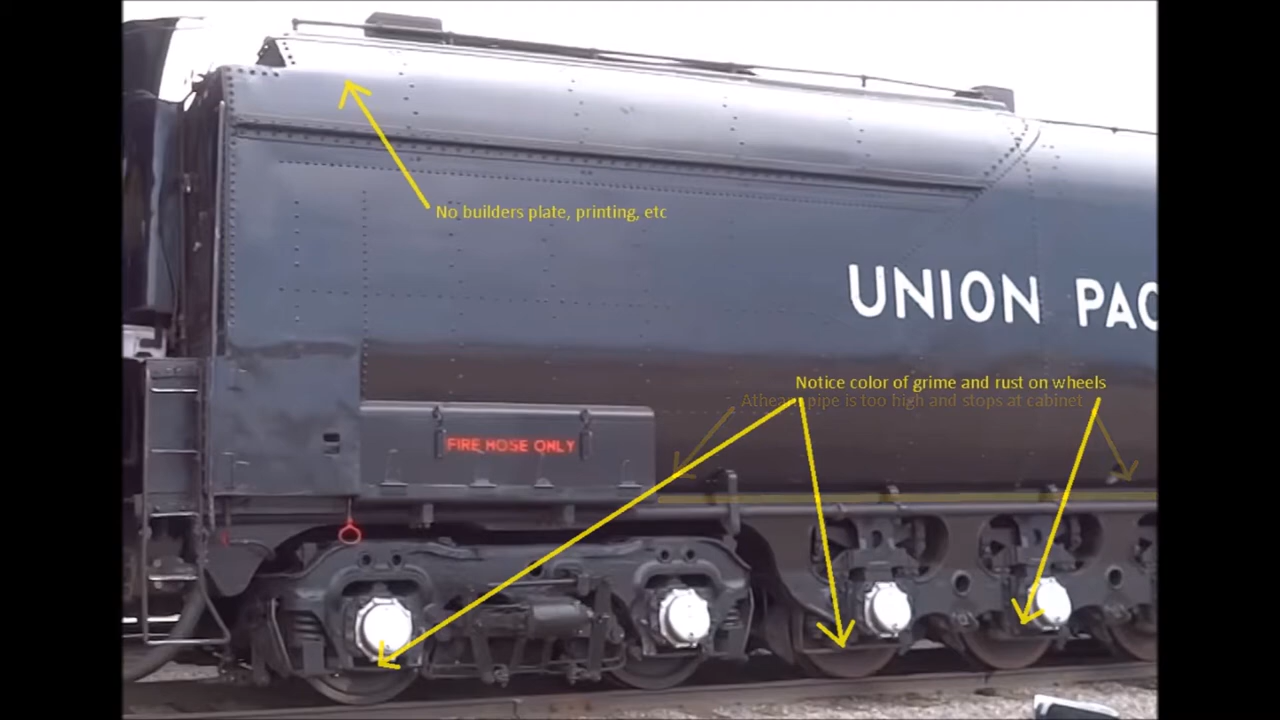 No builders plate, printing, etc
UNION PAC
Notice color of grime and rust on wheels
pipe is too high and stops at cabinet
FIRE HOSE ONLY